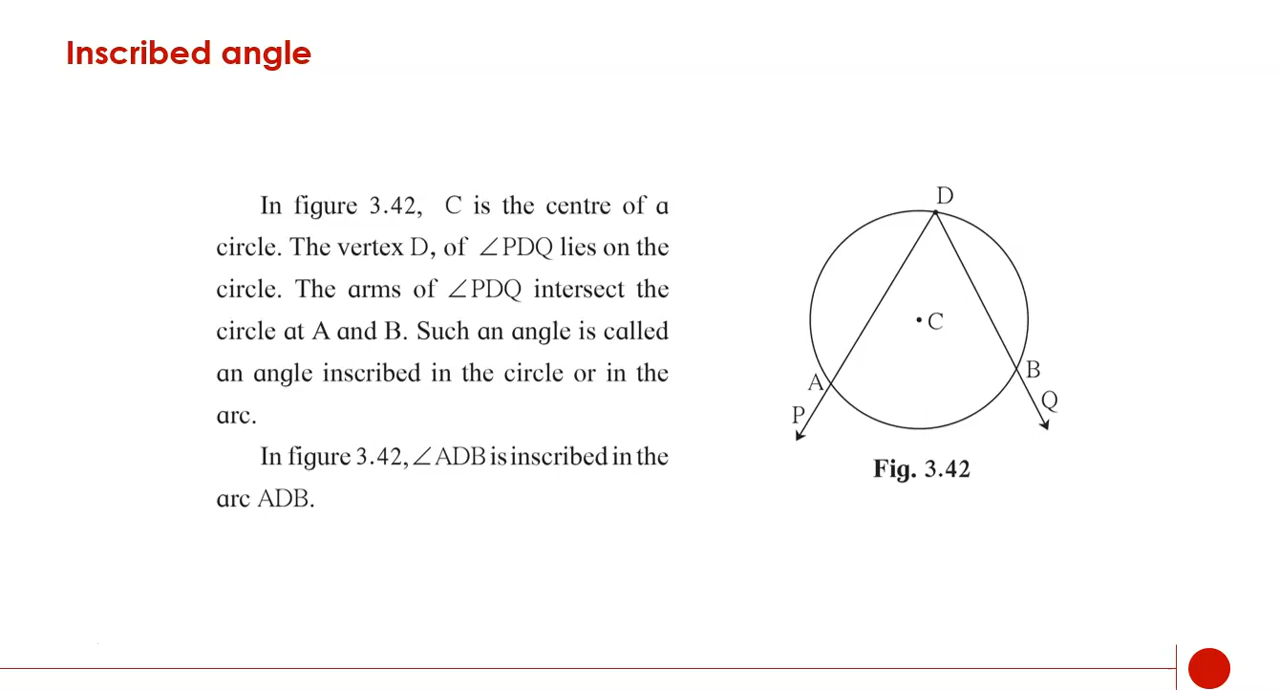 Inscribed angle
In figure 3.42, C is the centre of a
circle. The vertex D, of ∠PDQ lies on the
circle. The arms of ∠PDQ intersect the
circle at A and B. Such an angle is called
an angle inscribed in the circle or in the
arc.
In figure 3.42, ∠ADB is inscribed in the
arc ADB.
D
C
A
B
P
Q
Fig. 3.42